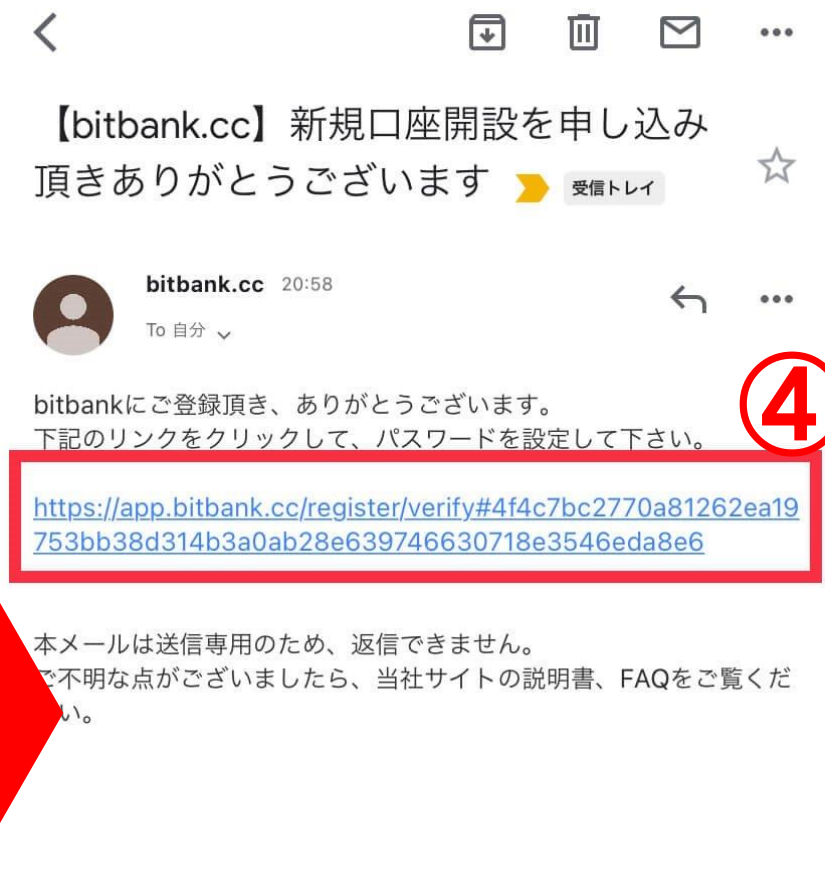 【bitbank.cc】新規口座開設を申し込み
頂きありがとうございます 受信トレイ
bitbank.cc 20:58
To 自分
④
bitbankにご登録頂き、ありがとうございます。
下記のリンクをクリックして、パスワードを設定して下さい。
https://app.bitbank.cc/register/verify#4f4c7bc2770a81262ea19
753bb38d314b3a0ab28e639746630718e3546eda8e6
本メールは送信専用のため、返信できません。
ご不明な点がございましたら、当社サイトの説明書、FAQをご覧くだ
い。